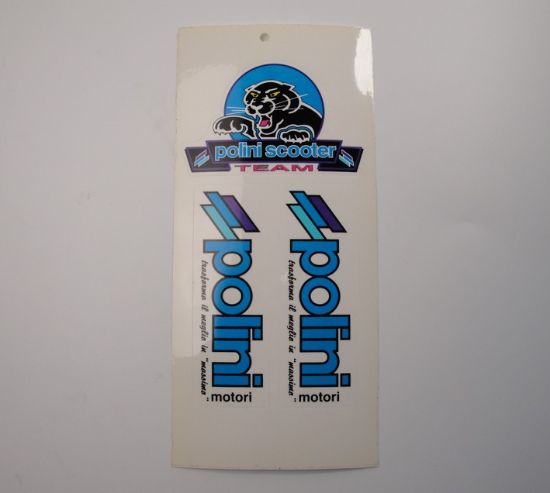 polini scooter
TEAM
polini
motori
trasforma il meglio in "massimo"
polini
motori
trasforma il meglio in "massimo"